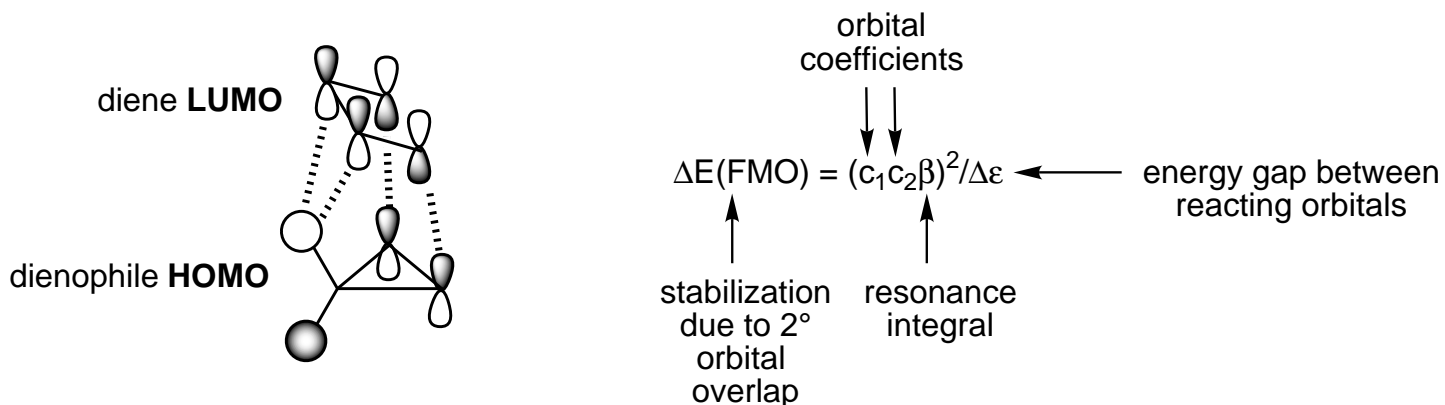 diene LUMO
dienophile HOMO
orbital
coefficients
ΔE(FMO) = (c₁c₂β)²/Δε
energy gap between
reacting orbitals
stabilization
due to 2°
orbital
overlap
resonance
integral